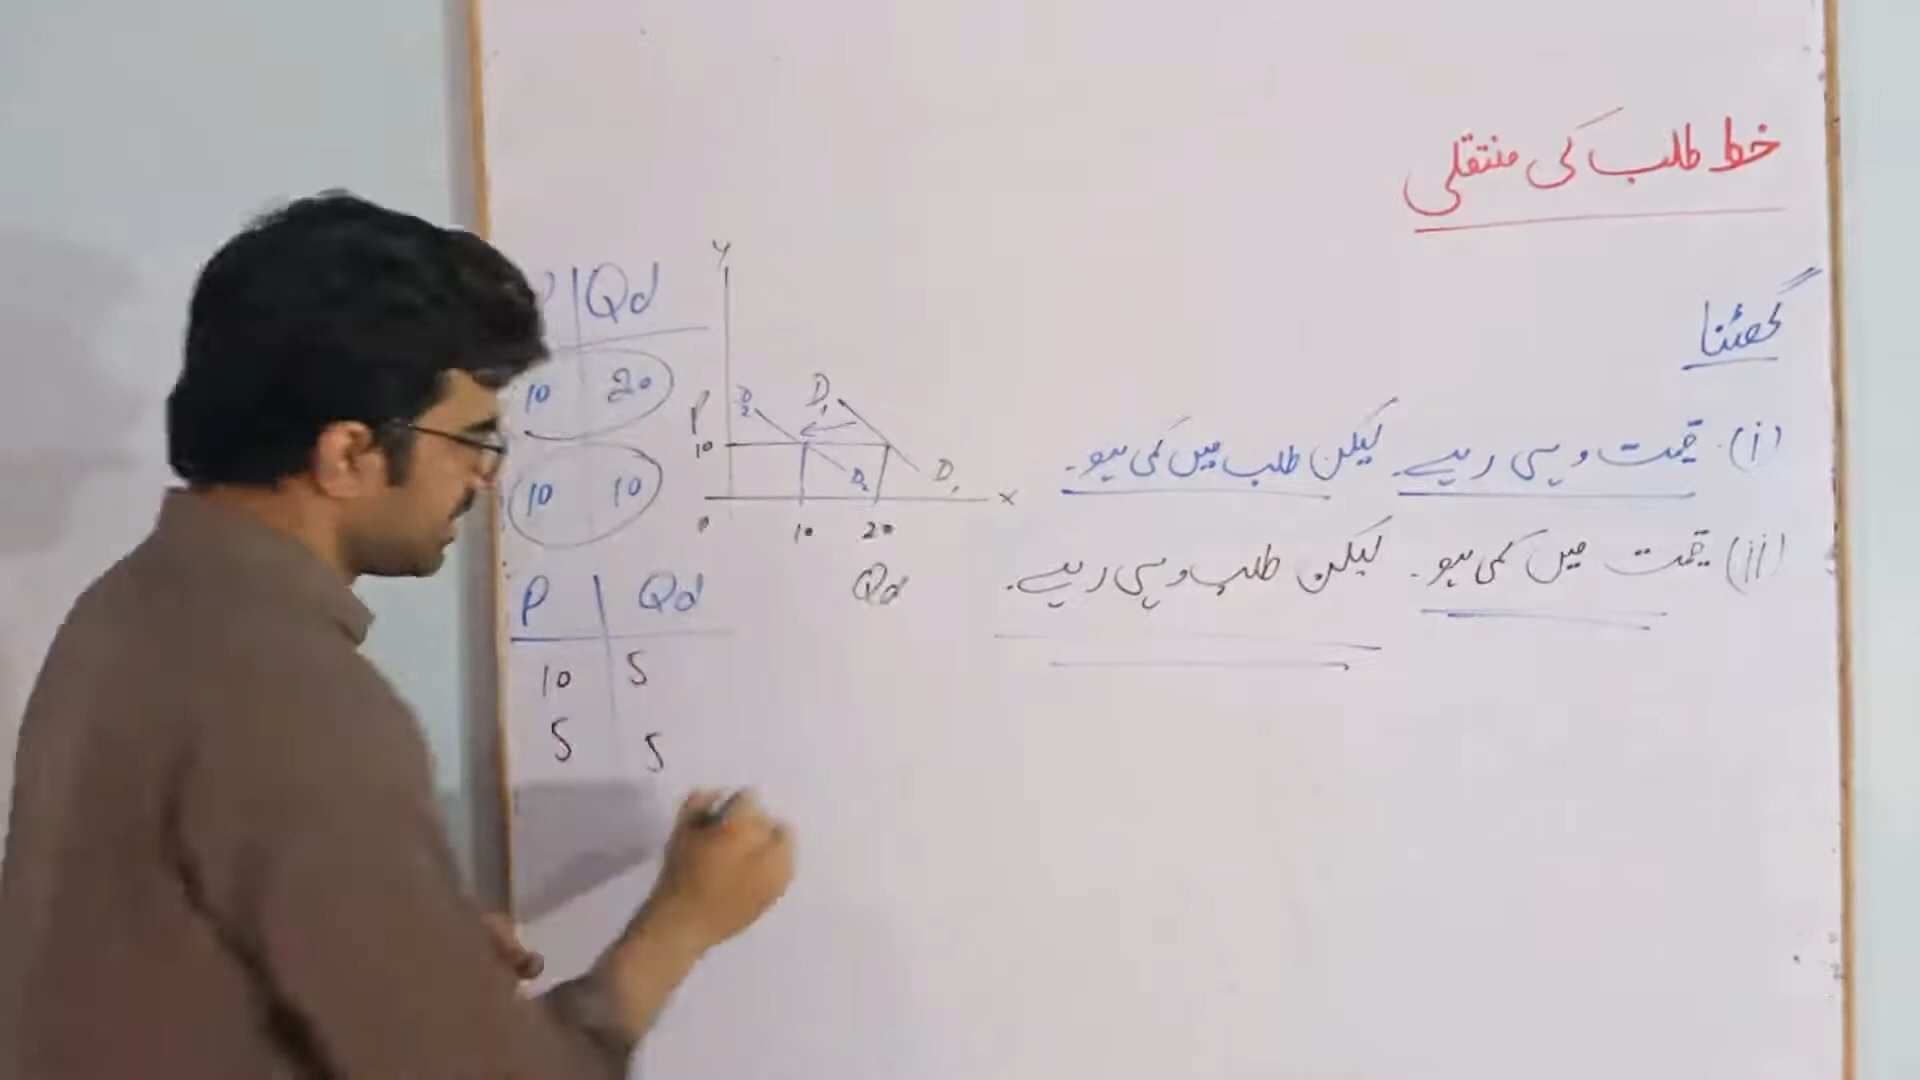 خط طلب کی منتقلی
گھٹنا
(i). قیمت وہی رہے۔ لیکن طلب میں کمی ہو۔
(ii) قیمت میں کمی ہو۔ لیکن طلب وہی رہے۔
P Qd
10 20
10 10
Y
P
10
D2 D1
D2 D1
X
10 20
Qd
P Qd
10 5
5 5